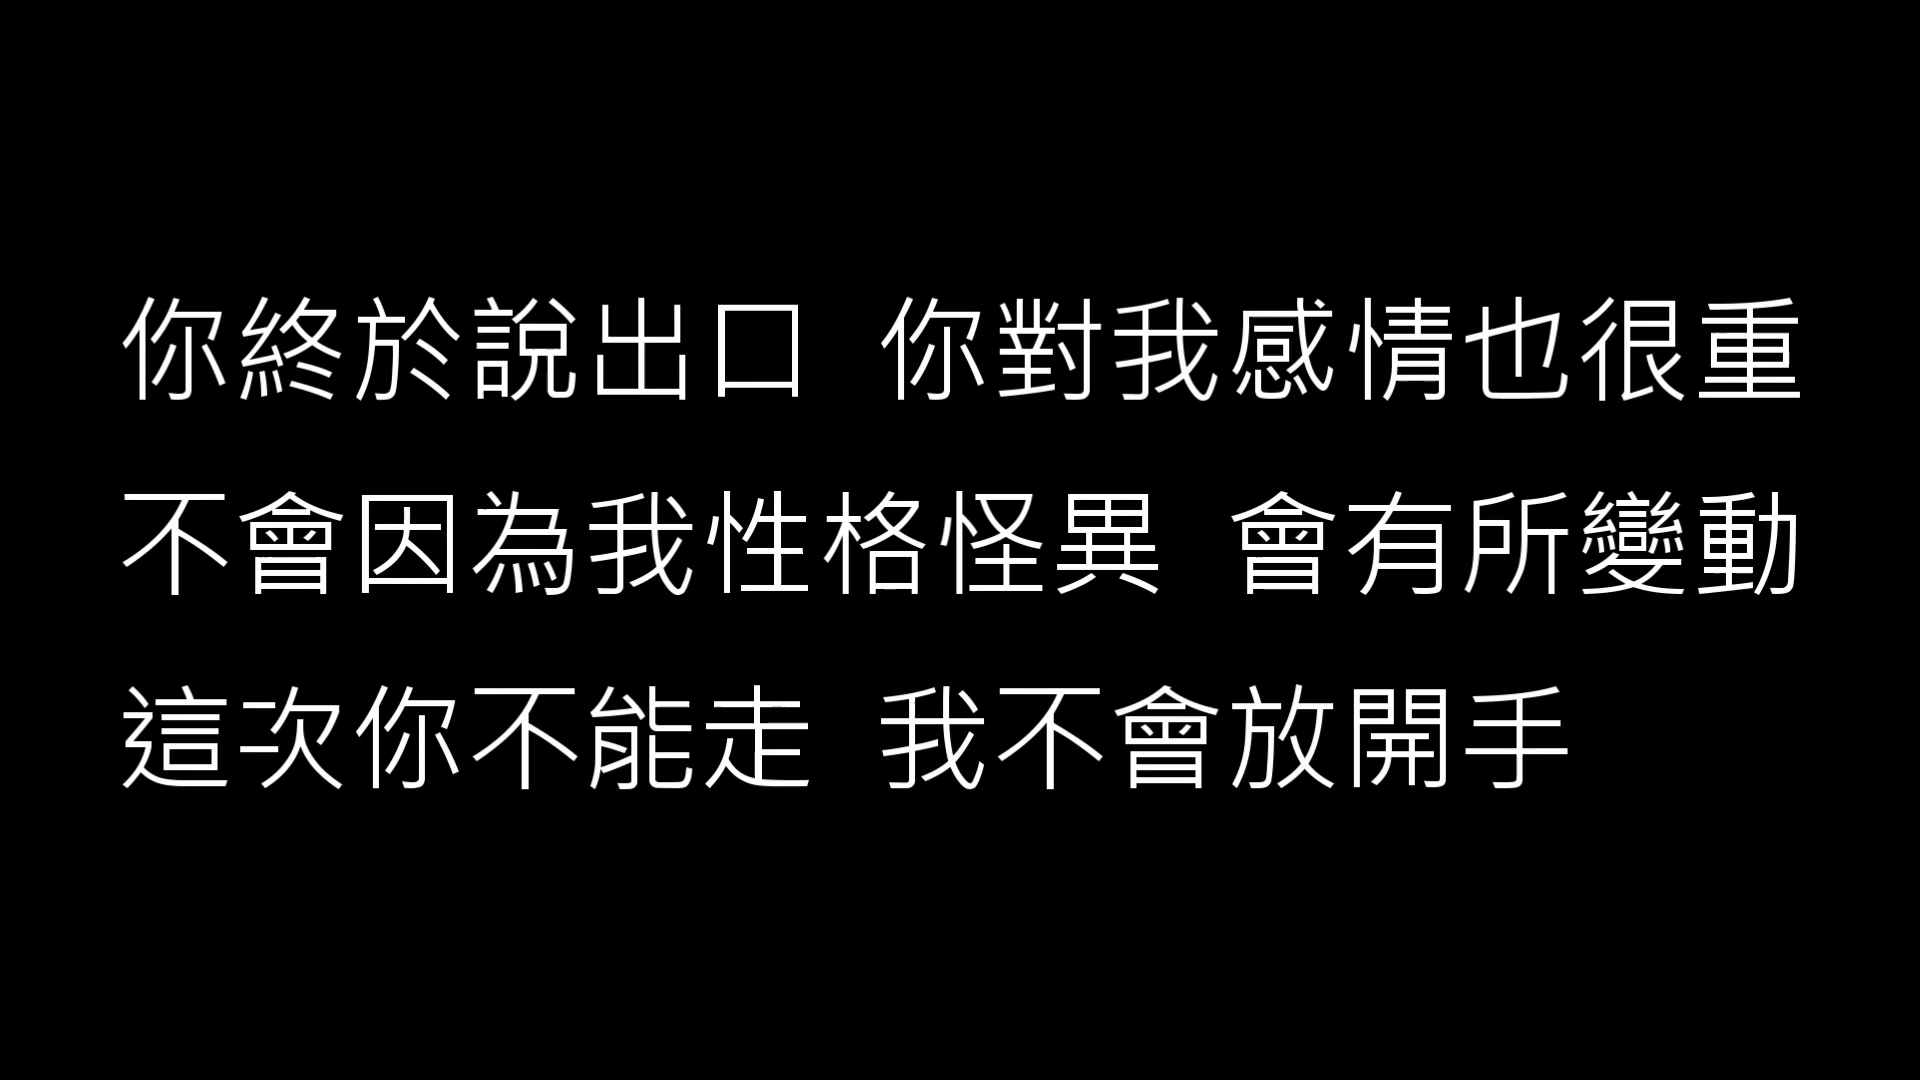 你終於說出口 你對我感情也很重
不會因為我性格怪異 會有所變動
這次你不能走 我不會放開手